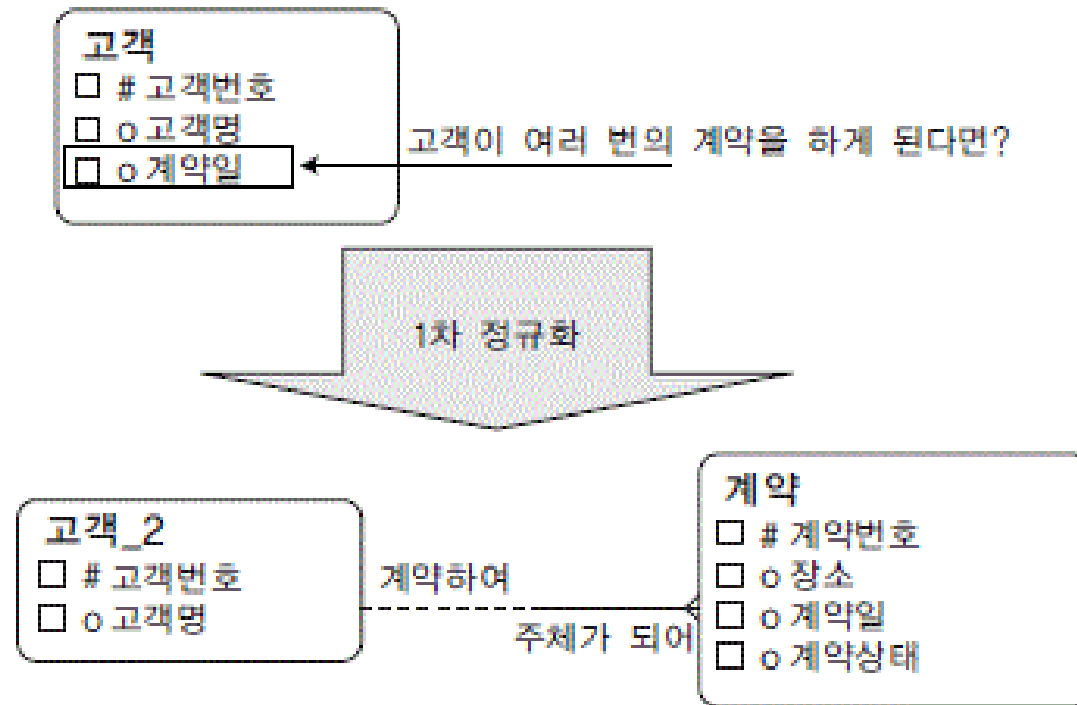 고객
# 고객번호
o 고객명
o 계약일
고객이 여러 번의 계약을 하게 된다면?
1차 정규화
고객_2
# 고객번호
o 고객명
계약하여
주체가 되어
계약
# 계약번호
o 장소
o 계약일
o 계약상태